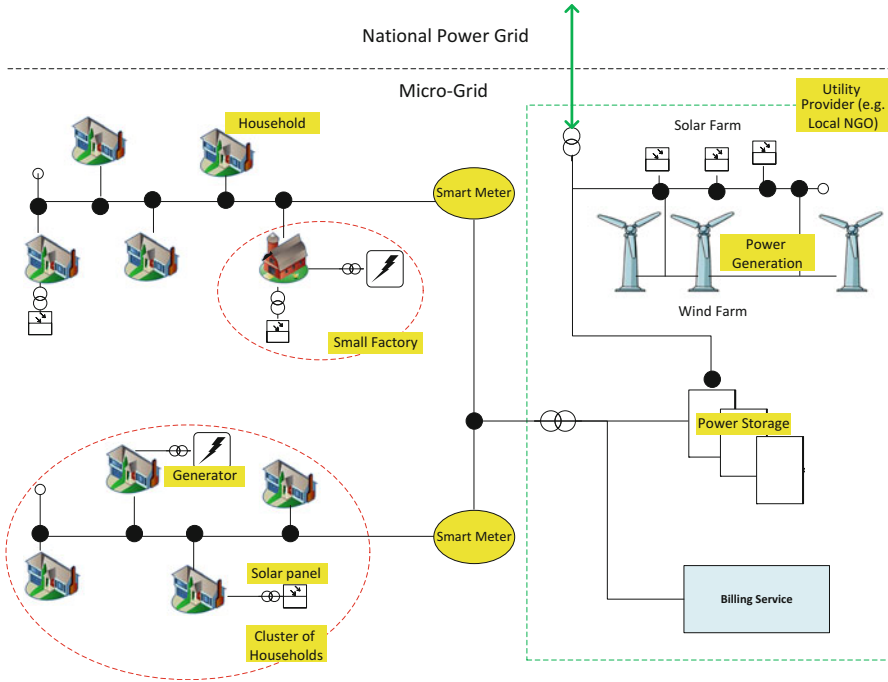 National Power Grid
Micro-Grid
Utility
Provider (e.g.
Local NGO)
Household
Solar Farm
Smart Meter
Power
Generation
Wind Farm
Small Factory
Power Storage
Generator
Smart Meter
Solar panel
Billing Service
Cluster of
Households